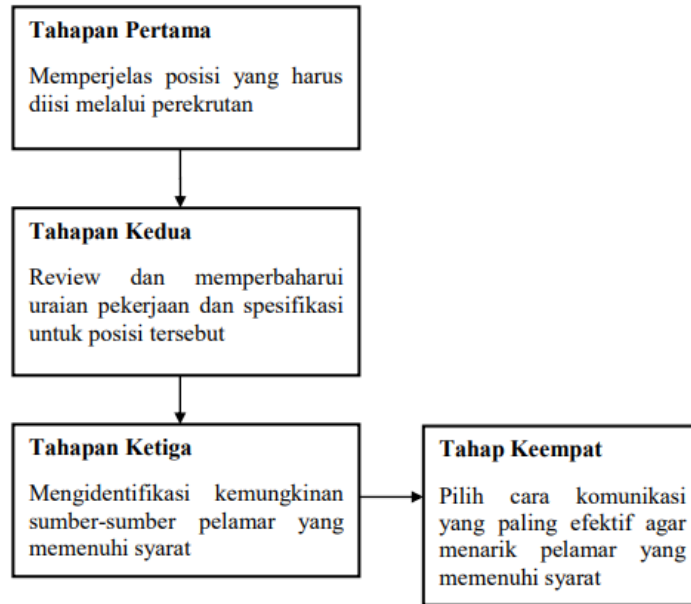 Tahapan Pertama
Memperjelas posisi yang harus
diisi melalui perekrutan
Tahapan Kedua
Review dan memperbaharui
uraian pekerjaan dan spesifikasi
untuk posisi tersebut
Tahapan Ketiga
Mengidentifikasi kemungkinan
sumber-sumber pelamar yang
memenuhi syarat
Tahap Keempat
Pilih cara komunikasi
yang paling efektif agar
menarik pelamar yang
memenuhi syarat